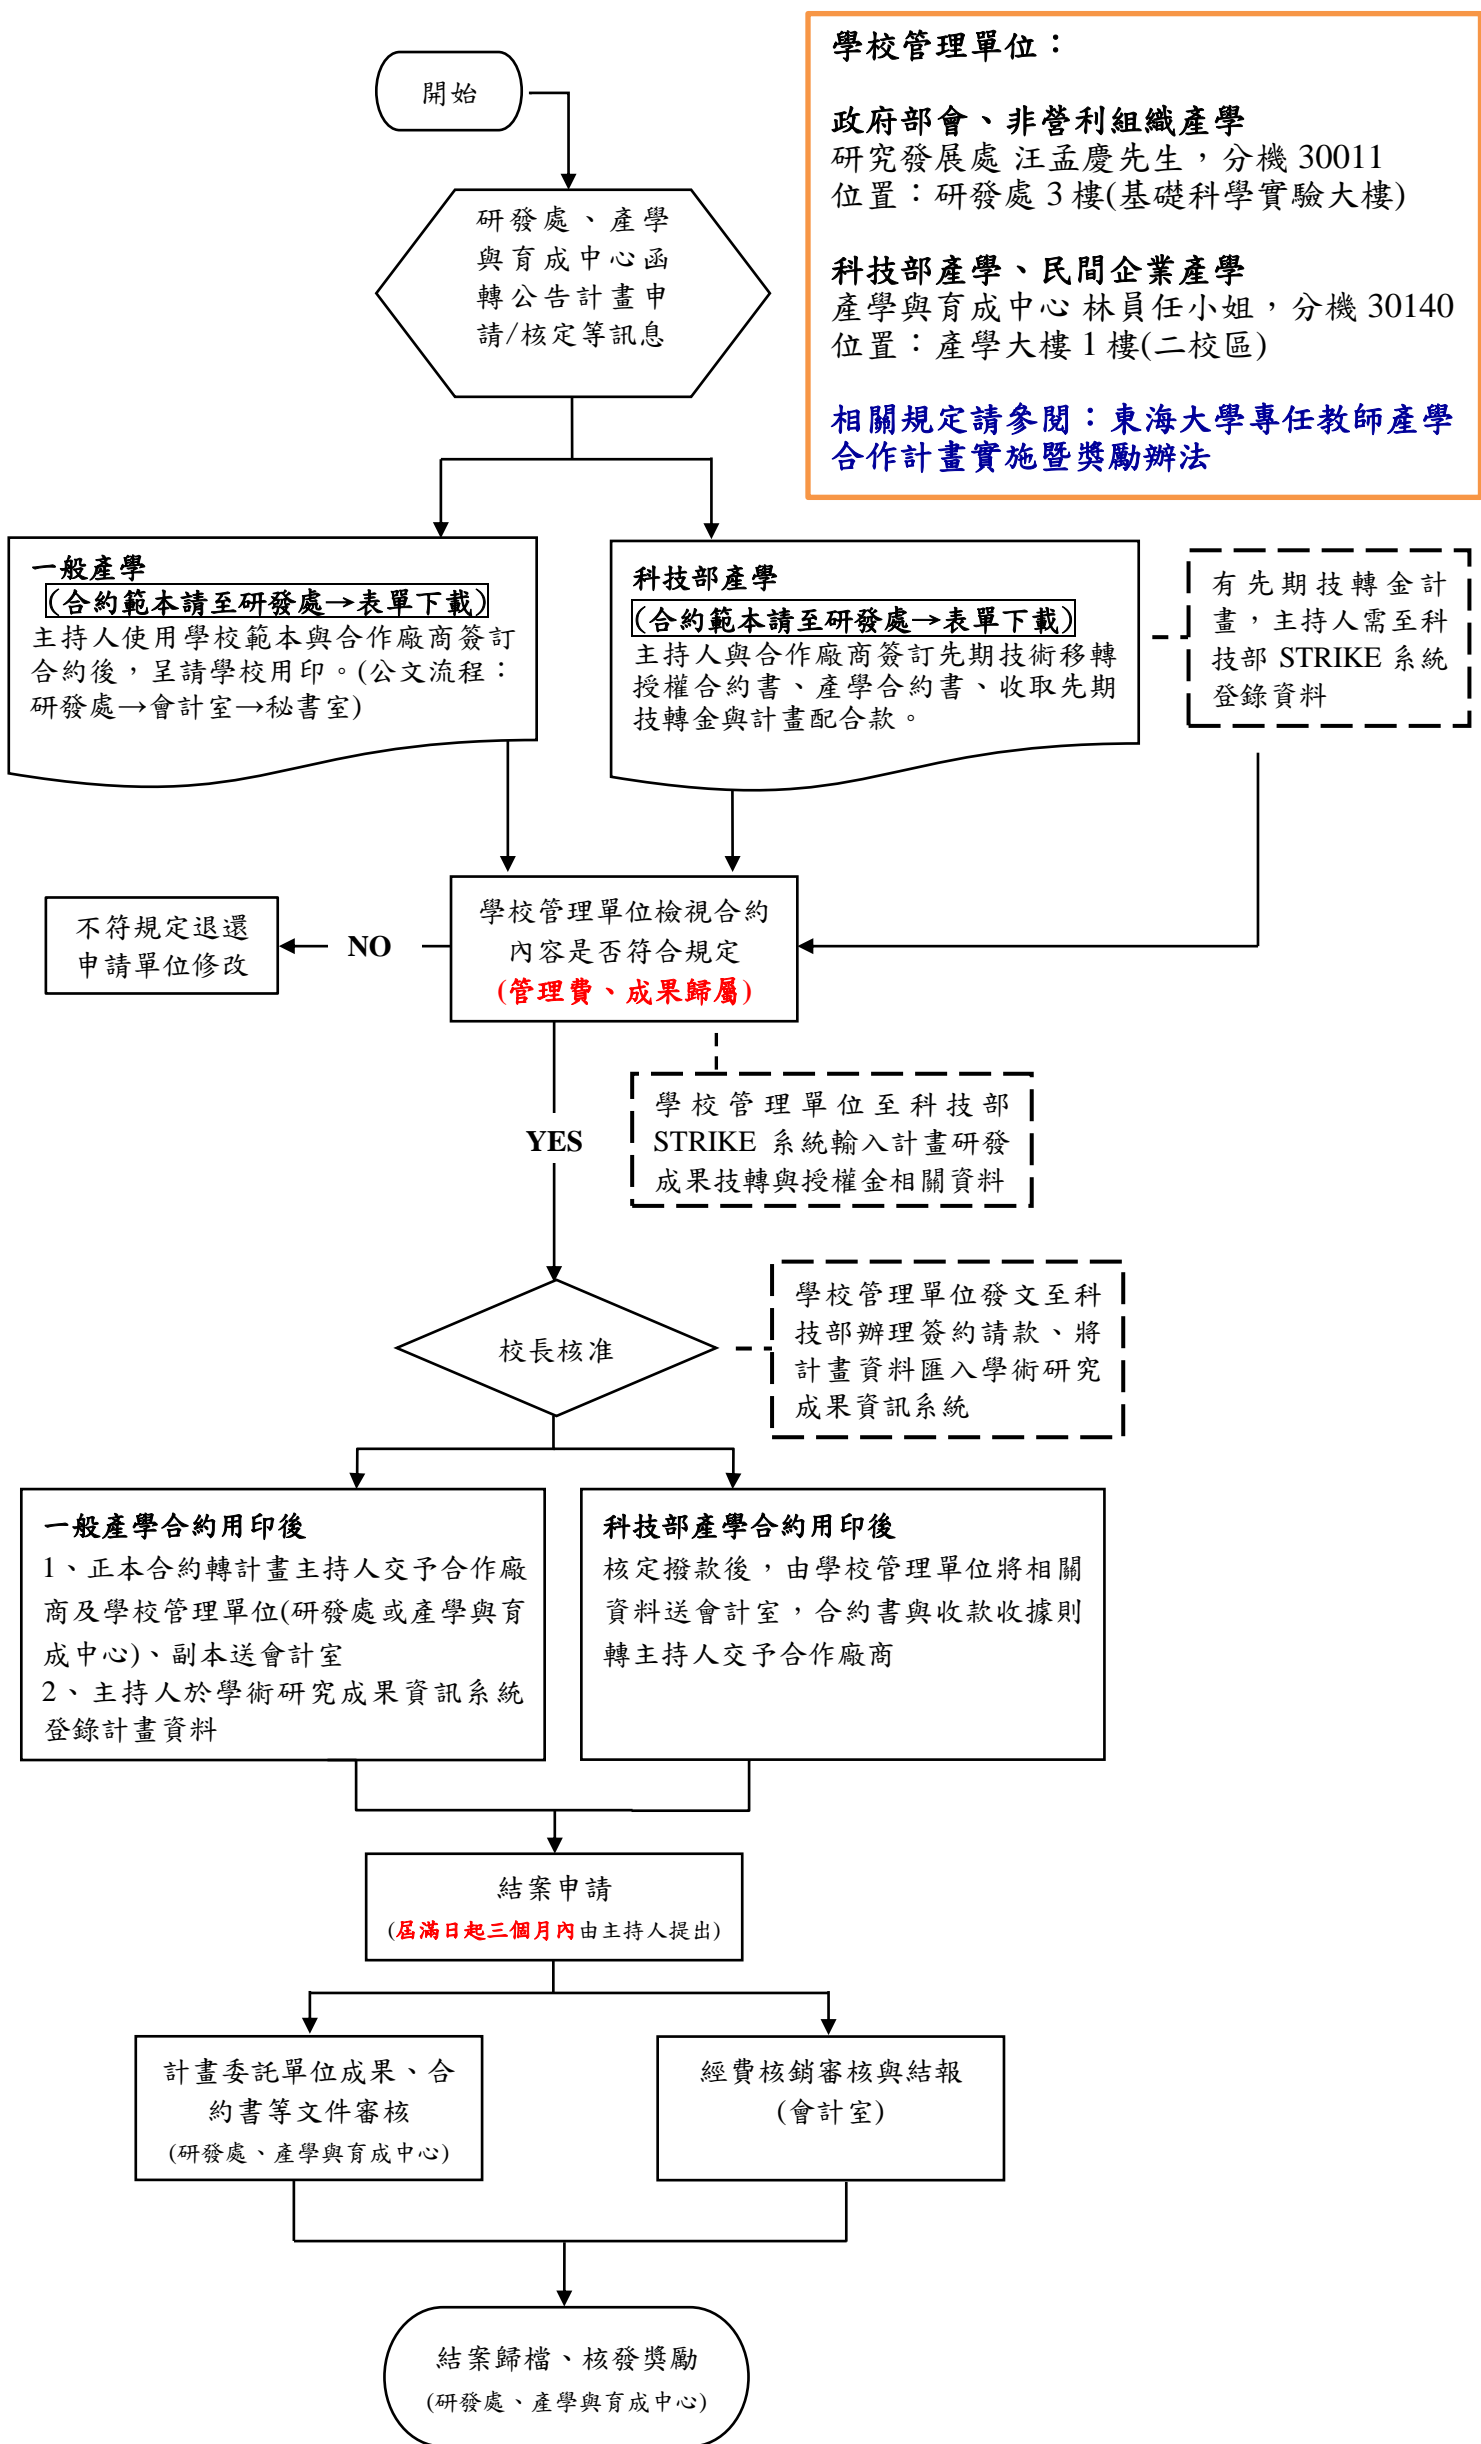 學校管理單位：
政府部會、非營利組織產學
研究發展處 汪孟慶先生，分機 30011
位置：研發處 3 樓(基礎科學實驗大樓)
科技部產學、民間企業產學
產學與育成中心 林員任小姐，分機 30140
位置：產學大樓 1 樓(二校區)
相關規定請參閱：東海大學專任教師產學
合作計畫實施暨獎勵辦法
開始
研發處、產學
與育成中心函
轉公告計畫申
請/核定等訊息
一般產學
(合約範本請至研發處→表單下載)
主持人使用學校範本與合作廠商簽訂
合約後，呈請學校用印。(公文流程：
研發處→會計室→秘書室)
科技部產學
(合約範本請至研發處→表單下載)
主持人與合作廠商簽訂先期技術移轉
授權合約書、產學合約書、收取先期
技轉金與計畫配合款。
有先期技轉金計
畫，主持人需至科
技部 STRIKE 系統
登錄資料
不符規定退還
申請單位修改
NO
學校管理單位檢視合約
內容是否符合規定
(管理費、成果歸屬)
YES
學校管理單位至科技部
STRIKE 系統輸入計畫研發
成果技轉與授權金相關資料
校長核准
學校管理單位發文至科
技部辦理簽約請款、將
計畫資料匯入學術研究
成果資訊系統
一般產學合約用印後
1、正本合約轉計畫主持人交予合作廠
商及學校管理單位(研發處或產學與育
成中心)、副本送會計室
2、主持人於學術研究成果資訊系統
登錄計畫資料
科技部產學合約用印後
核定撥款後，由學校管理單位將相關
資料送會計室，合約書與收款收據則
轉主持人交予合作廠商
結案申請
(屆滿日起三個月內由主持人提出)
計畫委託單位成果、合
約書等文件審核
(研發處、產學與育成中心)
經費核銷審核與結報
(會計室)
結案歸檔、核發獎勵
(研發處、產學與育成中心)